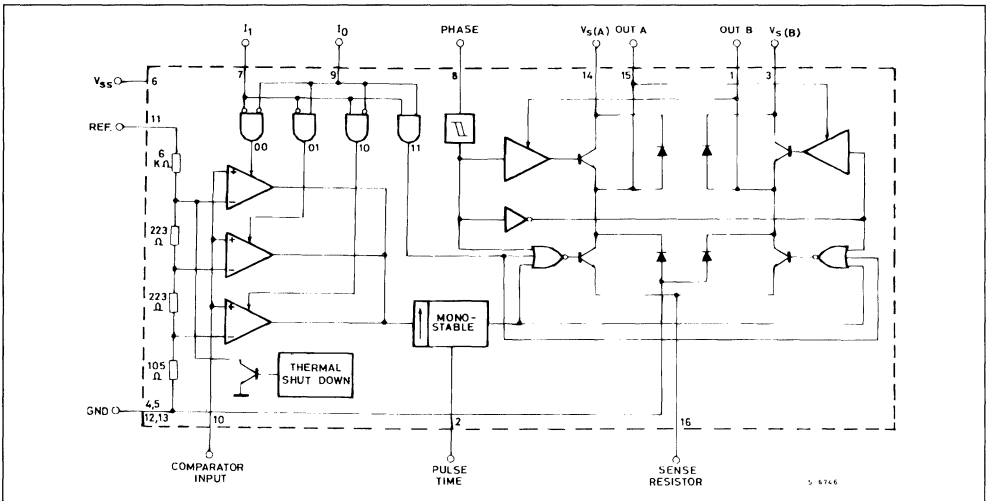 I1 I0 PHASE VS(A) OUT A OUT B VS(B)
7 9 8 14 15 1 3
VSS 6
REF. 11
6
KΩ
00 01 10 11
+
−
223
Ω
+
−
223
Ω
+
−
MONO-
STABLE
105
Ω
THERMAL
SHUT DOWN
GND 4,5
12,13 10 2 16
COMPARATOR
INPUT
PULSE
TIME
SENSE
RESISTOR
S 6746